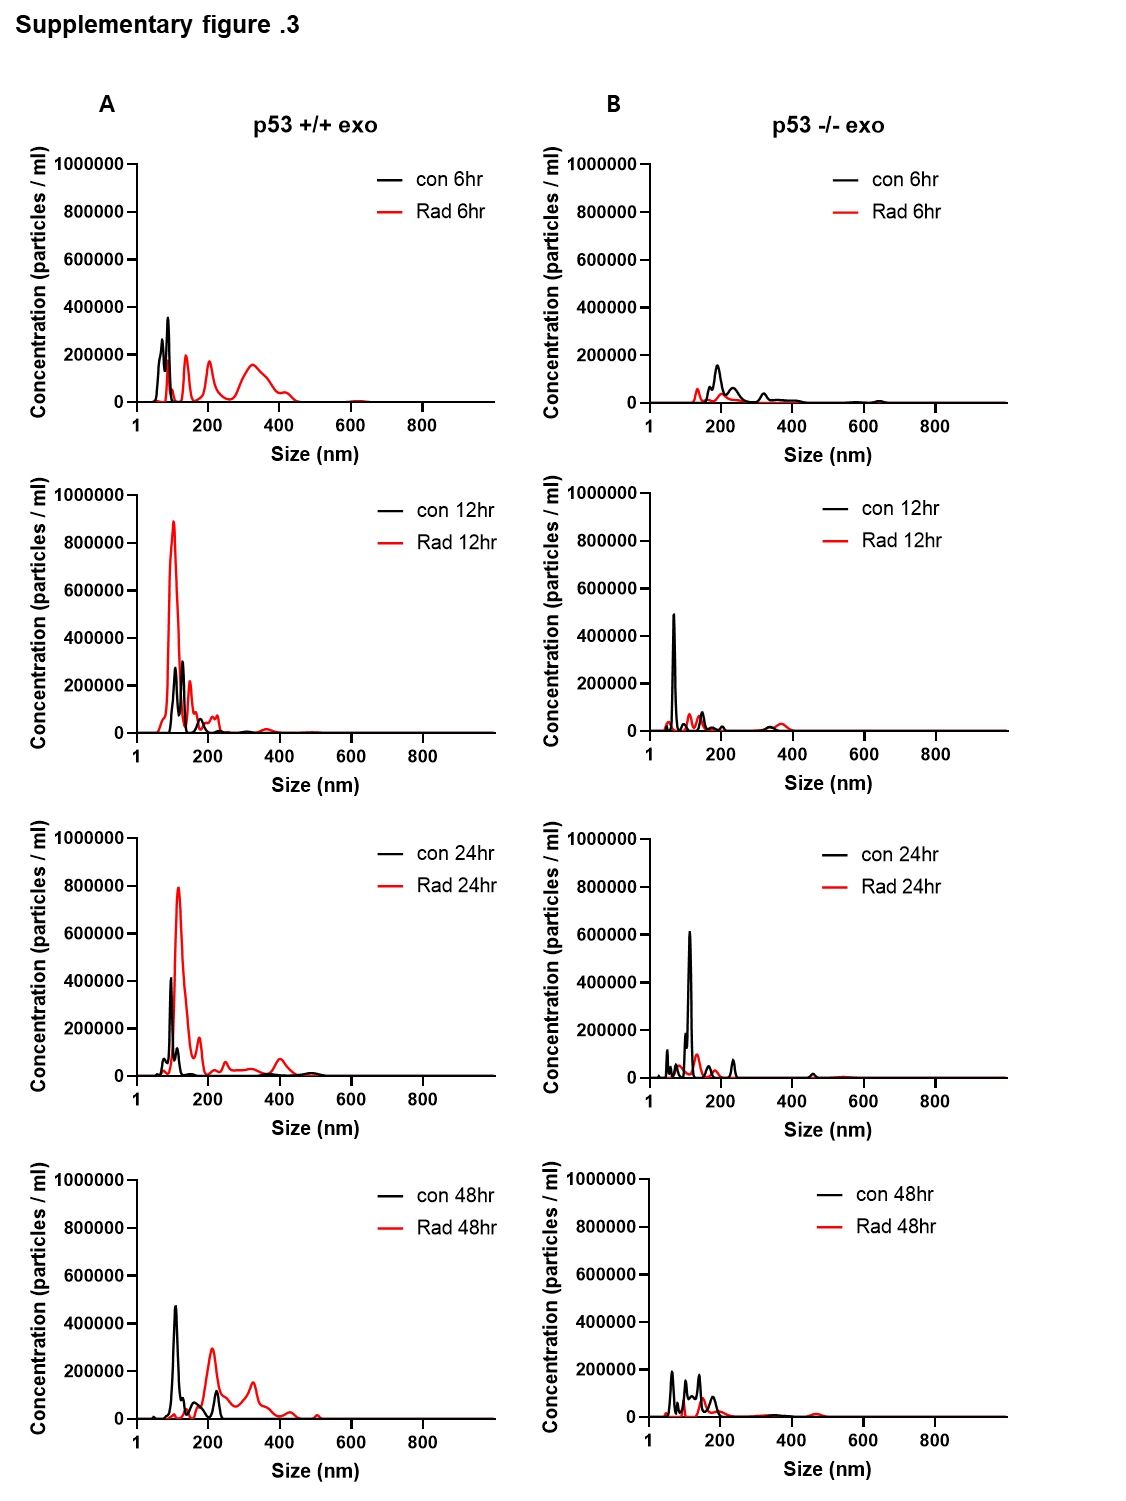 Supplementary figure .3
A
p53 +/+ exo
Concentration (particles / ml)
1000000
800000
600000
400000
200000
0
con 6hr
Rad 6hr
1 200 400 600 800
Size (nm)
Concentration (particles / ml)
1000000
800000
600000
400000
200000
0
con 12hr
Rad 12hr
1 200 400 600 800
Size (nm)
Concentration (particles / ml)
1000000
800000
600000
400000
200000
0
con 24hr
Rad 24hr
1 200 400 600 800
Size (nm)
Concentration (particles / ml)
1000000
800000
600000
400000
200000
0
con 48hr
Rad 48hr
1 200 400 600 800
Size (nm)
B
p53 -/- exo
Concentration (particles / ml)
1000000
800000
600000
400000
200000
0
con 6hr
Rad 6hr
1 200 400 600 800
Size (nm)
Concentration (particles / ml)
1000000
800000
600000
400000
200000
0
con 12hr
Rad 12hr
1 200 400 600 800
Size (nm)
Concentration (particles / ml)
1000000
800000
600000
400000
200000
0
con 24hr
Rad 24hr
1 200 400 600 800
Size (nm)
Concentration (particles / ml)
1000000
800000
600000
400000
200000
0
con 48hr
Rad 48hr
1 200 400 600 800
Size (nm)